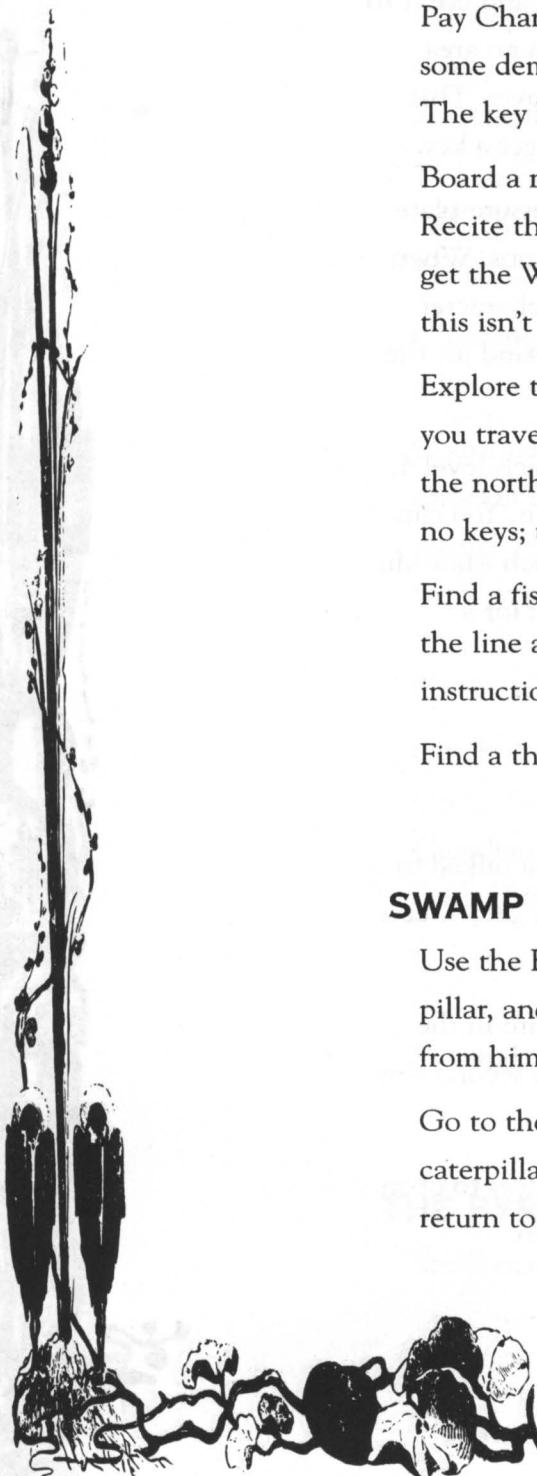 Pay Char
some den
The key
Board a r
Recite th
get the W
this isn't
Explore t
you trave
the north
no keys; t
Find a fis
the line a
instructio
Find a th
SWAMP
Use the
pillar, and
from him
Go to the
caterpilla
return to